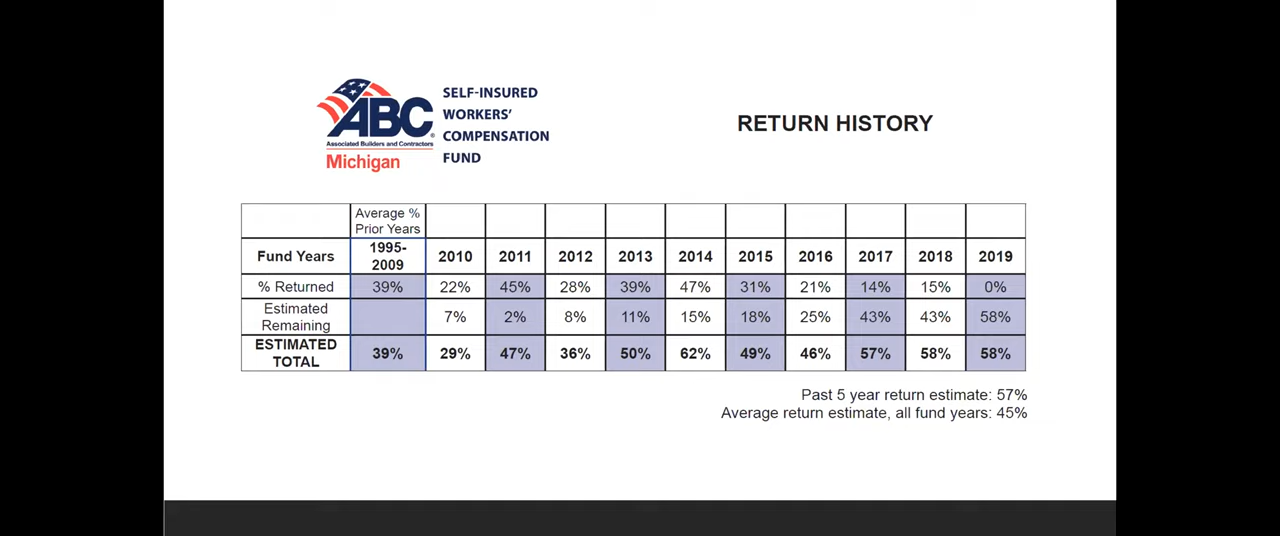 ABC
®
Associated Builders and Contractors
Michigan
SELF-INSURED
WORKERS'
COMPENSATION
FUND
RETURN HISTORY
Average %
Prior Years
Fund Years 1995-2009 2010 2011 2012 2013 2014 2015 2016 2017 2018 2019
% Returned 39% 22% 45% 28% 39% 47% 31% 21% 14% 15% 0%
Estimated
Remaining 7% 2% 8% 11% 15% 18% 25% 43% 43% 58%
ESTIMATED
TOTAL 39% 29% 47% 36% 50% 62% 49% 46% 57% 58% 58%
Past 5 year return estimate: 57%
Average return estimate, all fund years: 45%